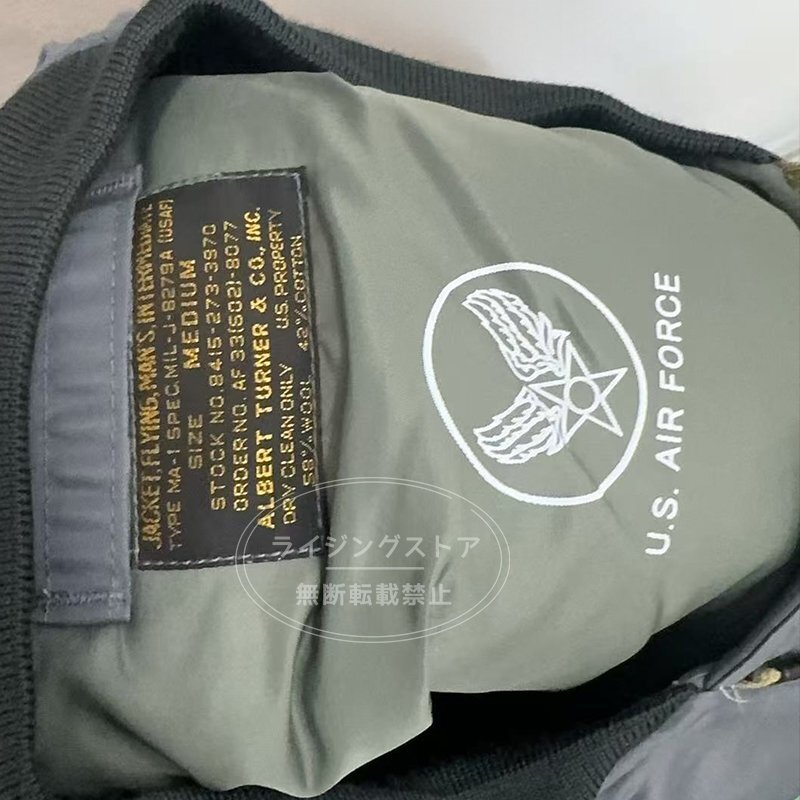 JACKET, FLYING, MAN'S, INTERMEDIATE
TYPE MA-1 SPEC. MIL-J-8279A (USAF)
SIZE MEDIUM
STOCK NO. 8415-273-3970
ORDER NO. AF 33(602)-8077
ALBERT TURNER & CO., INC.
DRY CLEAN ONLY U.S. PROPERTY
58% WOOL 42% COTTON
U.S. AIR FORCE
ライジングストア
無断転載禁止